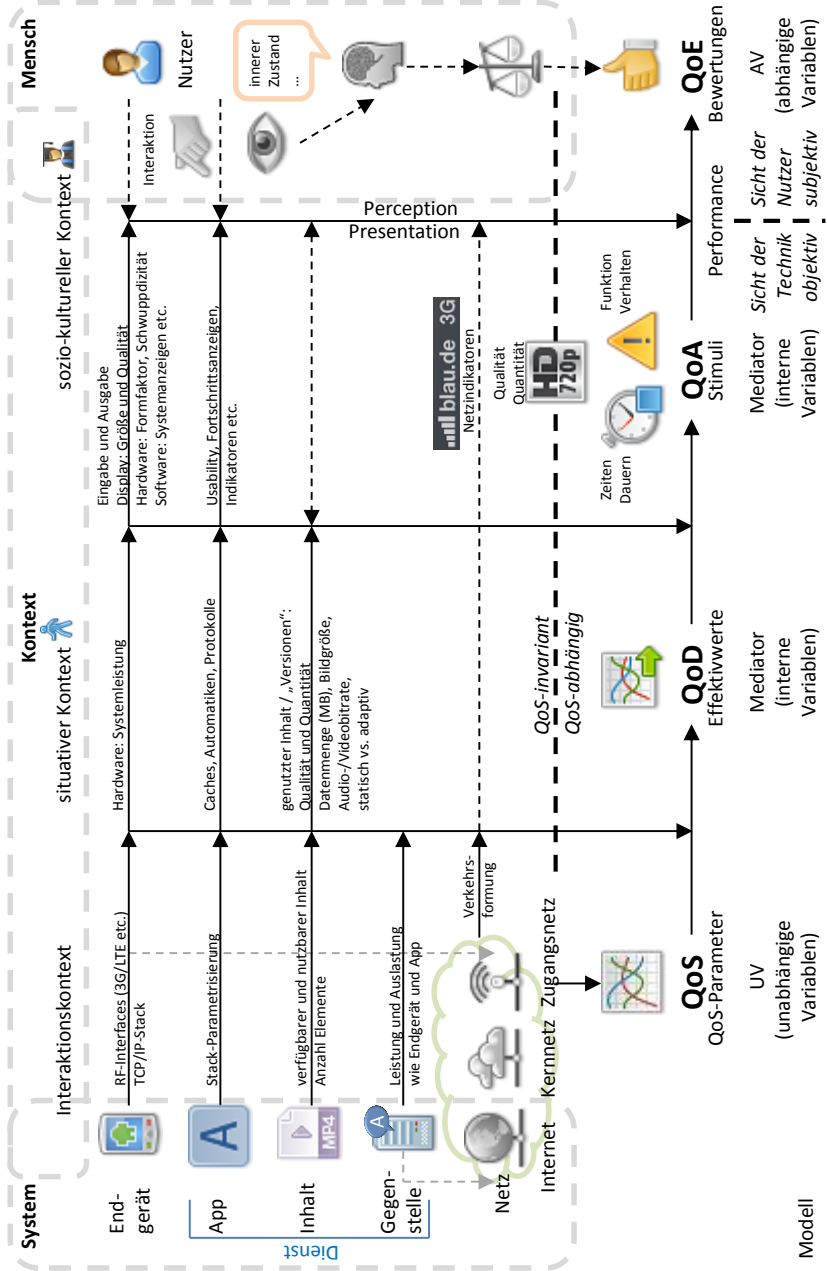 System
Kontext
Mensch
Interaktionskontext
situativer Kontext
sozio-kultureller Kontext
End-
gerät
RF-Interfaces (3G/LTE etc.)
TCP/IP-Stack
Hardware: Systemleistung
Eingabe und Ausgabe
Display: Größe und Qualität
Hardware: Formfaktor, Schwuppdizität
Software: Systemanzeigen etc.
Nutzer
Interaktion
Dienst
App
A
Stack-Parametrisierung
Caches, Automatiken, Protokolle
Usability, Fortschrittsanzeigen,
Indikatoren etc.
innerer
Zustand
...
Inhalt
MP4
verfügbarer und nutzbarer Inhalt
Anzahl Elemente
genutzter Inhalt / „Versionen“:
Qualität und Quantität
Datenmenge (MB), Bildgröße,
Audio-/Videobitrate,
statisch vs. adaptiv
Perception
Presentation
Gegen-
stelle
A
Leistung und Auslastung
wie Endgerät und App
Netz
Verkehrs-
formung
blau.de 3G
Netzindikatoren
Internet
Kernnetz
Zugangsnetz
QoS-invariant
QoS-abhängig
Qualität
Quantität
HD
720p
Zeiten
Dauern
Funktion
Verhalten
QoS
QoS-Parameter
QoD
Effektivwerte
QoA
Stimuli
Performance
QoE
Bewertungen
Modell
UV
(unabhängige
Variablen)
Mediator
(interne
Variablen)
Mediator
(interne
Variablen)
Sicht der
Technik
objektiv
Sicht der
Nutzer
subjektiv
AV
(abhängige
Variablen)